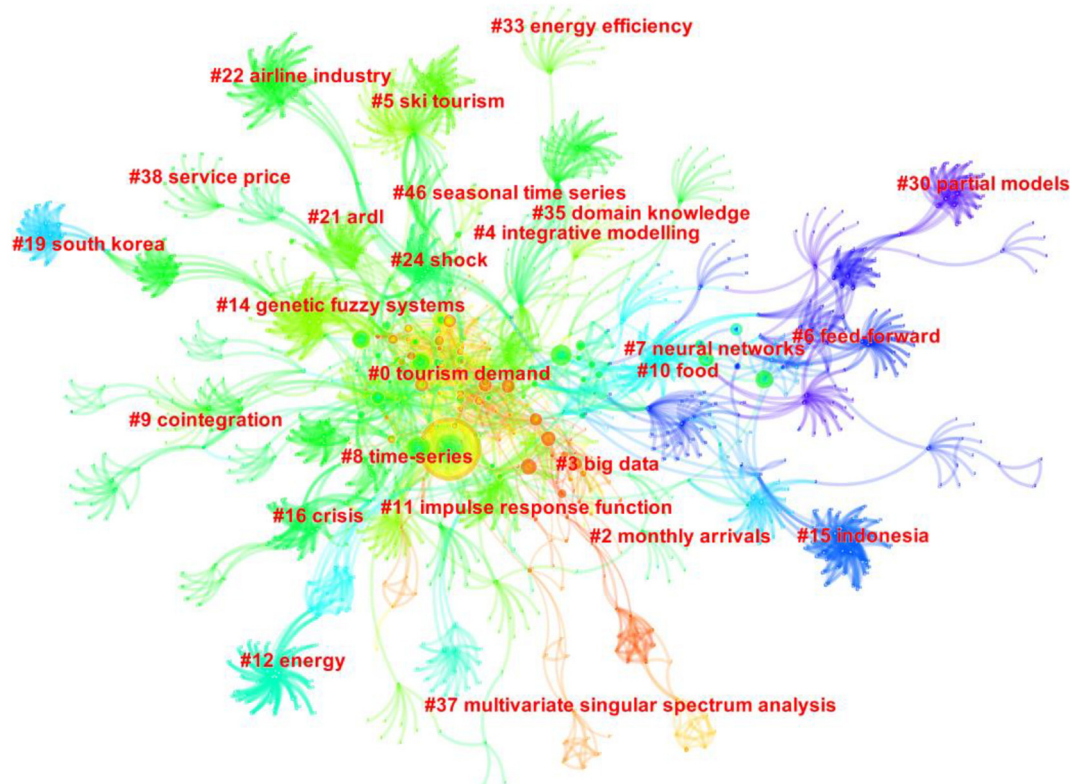 #33 energy efficiency
#22 airline industry
#5 ski tourism
#38 service price
#46 seasonal time series
#30 partial models
#21 ardl
#35 domain knowledge
#4 integrative modelling
#19 south korea
#24 shock
#14 genetic fuzzy systems
#6 feed-forward
#7 neural networks
#0 tourism demand
#10 food
#9 cointegration
#8 time-series
#3 big data
#11 impulse response function
#16 crisis
#2 monthly arrivals
#15 indonesia
#12 energy
#37 multivariate singular spectrum analysis